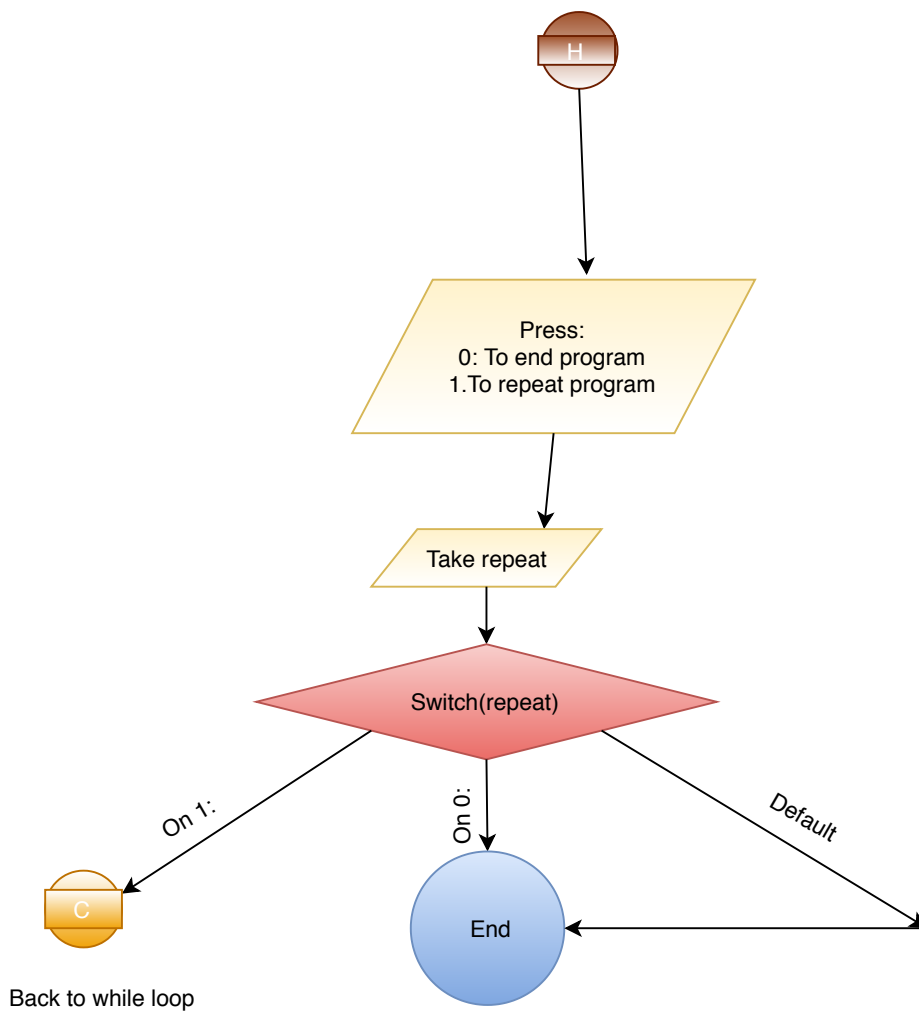 H
Press:
0: To end program
1.To repeat program
Take repeat
Switch(repeat)
On 1:
On 0:
Default
C
End
Back to while loop